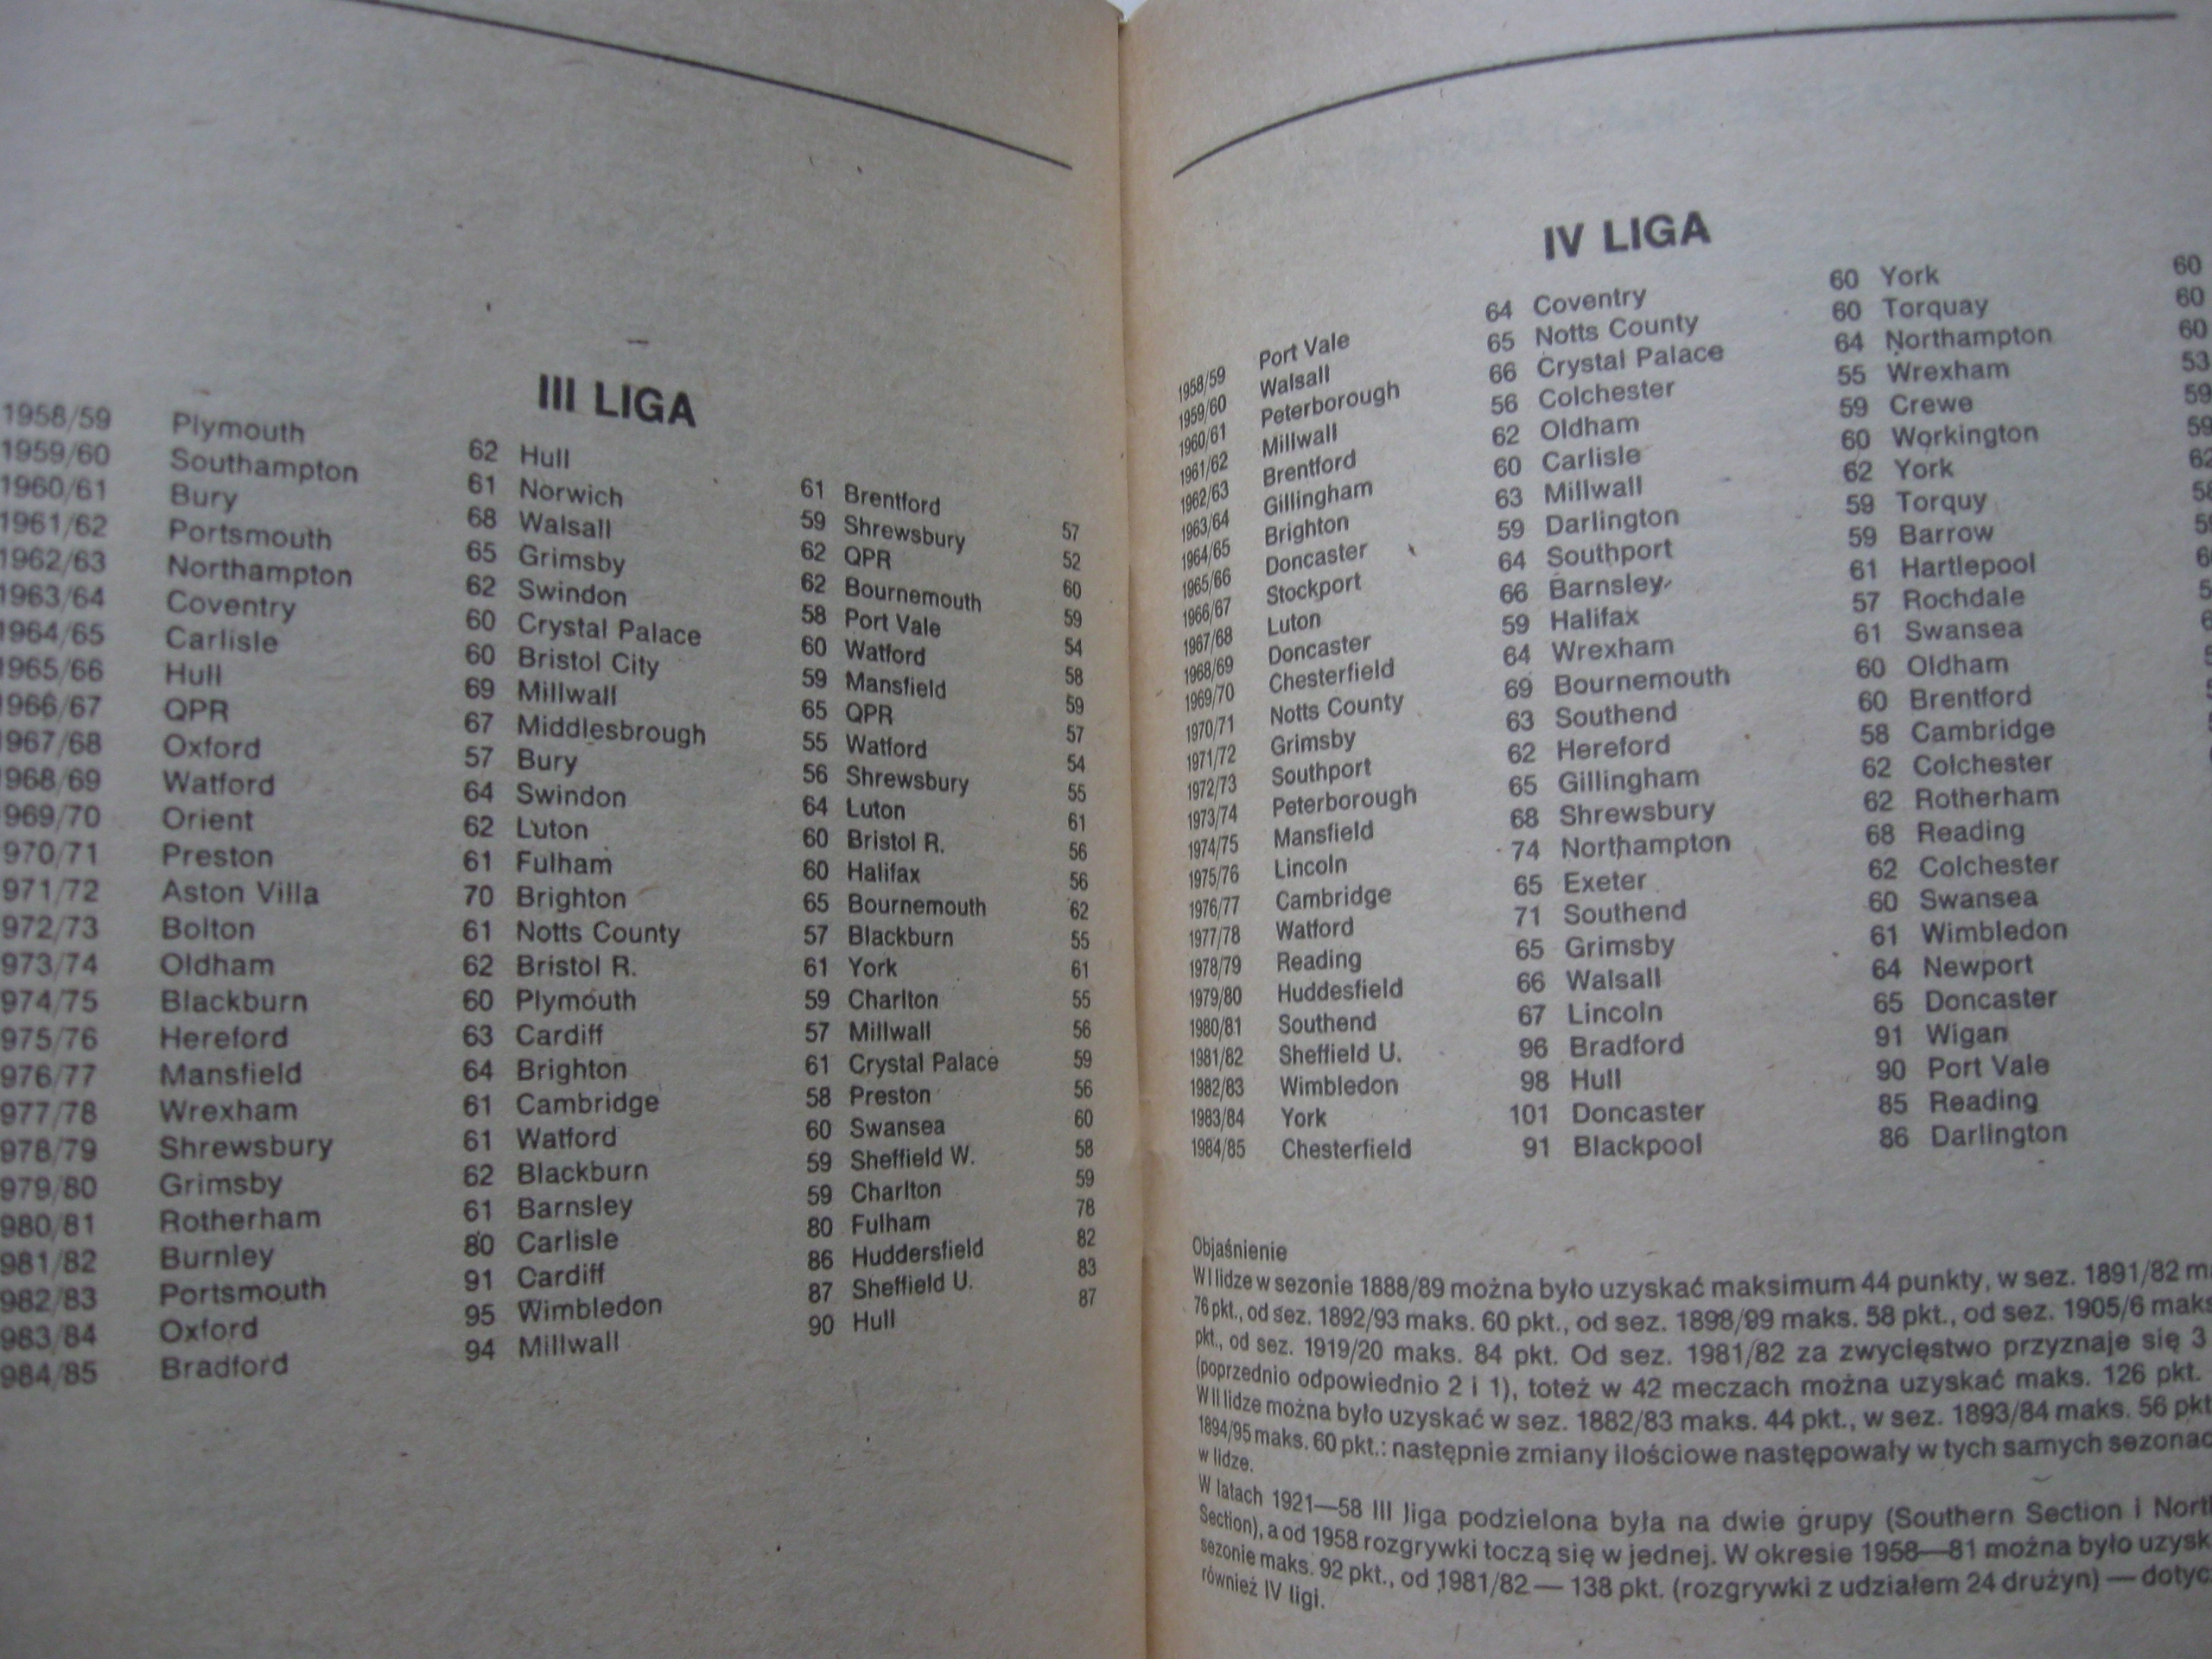 III LIGA
1958/59 Plymouth 62 Hull 61 Brentford 57
1959/60 Southampton 61 Norwich 59 Shrewsbury 52
1960/61 Bury 68 Walsall 62 QPR 60
1961/62 Portsmouth 65 Grimsby 62 Bournemouth 59
1962/63 Northampton 62 Swindon 58 Port Vale 54
1963/64 Coventry 60 Crystal Palace 60 Watford 58
1964/65 Carlisle 60 Bristol City 59 Mansfield 59
1965/66 Hull 69 Millwall 65 QPR 57
1966/67 QPR 67 Middlesbrough 55 Watford 54
1967/68 Oxford 57 Bury 56 Shrewsbury 55
968/69 Watford 64 Swindon 64 Luton 61
969/70 Orient 62 Luton 60 Bristol R. 56
970/71 Preston 61 Fulham 60 Halifax 56
971/72 Aston Villa 70 Brighton 65 Bournemouth 62
972/73 Bolton 61 Notts County 57 Blackburn 55
973/74 Oldham 62 Bristol R. 61 York 61
974/75 Blackburn 60 Plymouth 59 Charlton 55
975/76 Hereford 63 Cardiff 57 Millwall 56
976/77 Mansfield 64 Brighton 61 Crystal Palace 59
977/78 Wrexham 61 Cambridge 58 Preston 56
978/79 Shrewsbury 61 Watford 60 Swansea 60
979/80 Grimsby 62 Blackburn 59 Sheffield W. 58
980/81 Rotherham 61 Barnsley 59 Charlton 59
981/82 Burnley 80 Carlisle 80 Fulham 78
982/83 Portsmouth 91 Cardiff 86 Huddersfield 82
983/84 Oxford 95 Wimbledon 87 Sheffield U. 83
984/85 Bradford 94 Millwall 90 Hull 87
IV LIGA
1958/59 Port Vale 64 Coventry 60 York 60
1959/60 Walsall 65 Notts County 60 Torquay 60
1960/61 Peterborough 66 Crystal Palace 64 Northampton 60
1961/62 Millwall 56 Colchester 55 Wrexham 53
1962/63 Brentford 62 Oldham 59 Crewe 59
1963/64 Gillingham 60 Carlisle 60 Workington 59
1964/65 Brighton 63 Millwall 62 York 62
1965/66 Doncaster 59 Darlington 59 Torquy 58
1966/67 Stockport 64 Southport 59 Barrow
1967/68 Luton 66 Barnsley 61 Hartlepool
1968/69 Doncaster 59 Halifax 57 Rochdale
1969/70 Chesterfield 64 Wrexham 61 Swansea
1970/71 Notts County 69 Bournemouth 60 Oldham
1971/72 Grimsby 63 Southend 60 Brentford
1972/73 Southport 62 Hereford 58 Cambridge
1973/74 Peterborough 65 Gillingham 62 Colchester
1974/75 Mansfield 68 Shrewsbury 62 Rotherham
1975/76 Lincoln 74 Northampton 68 Reading
1976/77 Cambridge 65 Exeter 62 Colchester
1977/78 Watford 71 Southend 60 Swansea
1978/79 Reading 65 Grimsby 61 Wimbledon
1979/80 Huddesfield 66 Walsall 64 Newport
1980/81 Southend 67 Lincoln 65 Doncaster
1981/82 Sheffield U. 96 Bradford 91 Wigan
1982/83 Wimbledon 98 Hull 90 Port Vale
1983/84 York 101 Doncaster 85 Reading
1984/85 Chesterfield 91 Blackpool 86 Darlington
Objaśnienie
W I lidze w sezonie 1888/89 można było uzyskać maksimum 44 punkty, w sez. 1891/82
76 pkt., od sez. 1892/93 maks. 60 pkt., od sez. 1898/99 maks. 58 pkt., od sez. 1905/6 maks
pkt., od sez. 1919/20 maks. 84 pkt. Od sez. 1981/82 za zwycięstwo przyznaje się 3
(poprzednio odpowiednio 2 i 1), toteż w 42 meczach można uzyskać maks. 126 pkt.
W II lidze można było uzyskać w sez. 1882/83 maks. 44 pkt., w sez. 1893/84 maks. 56 pkt
1894/95 maks. 60 pkt.: następnie zmiany ilościowe następowały w tych samych sezonac
w lidze.
W latach 1921—58 III liga podzielona była na dwie grupy (Southern Section i Nort
Section), a od 1958 rozgrywki toczą się w jednej. W okresie 1958—81 można było uzysk
sezonie maks. 92 pkt., od 1981/82 — 138 pkt. (rozgrywki z udziałem 24 drużyn) — dotyc
również IV ligi.